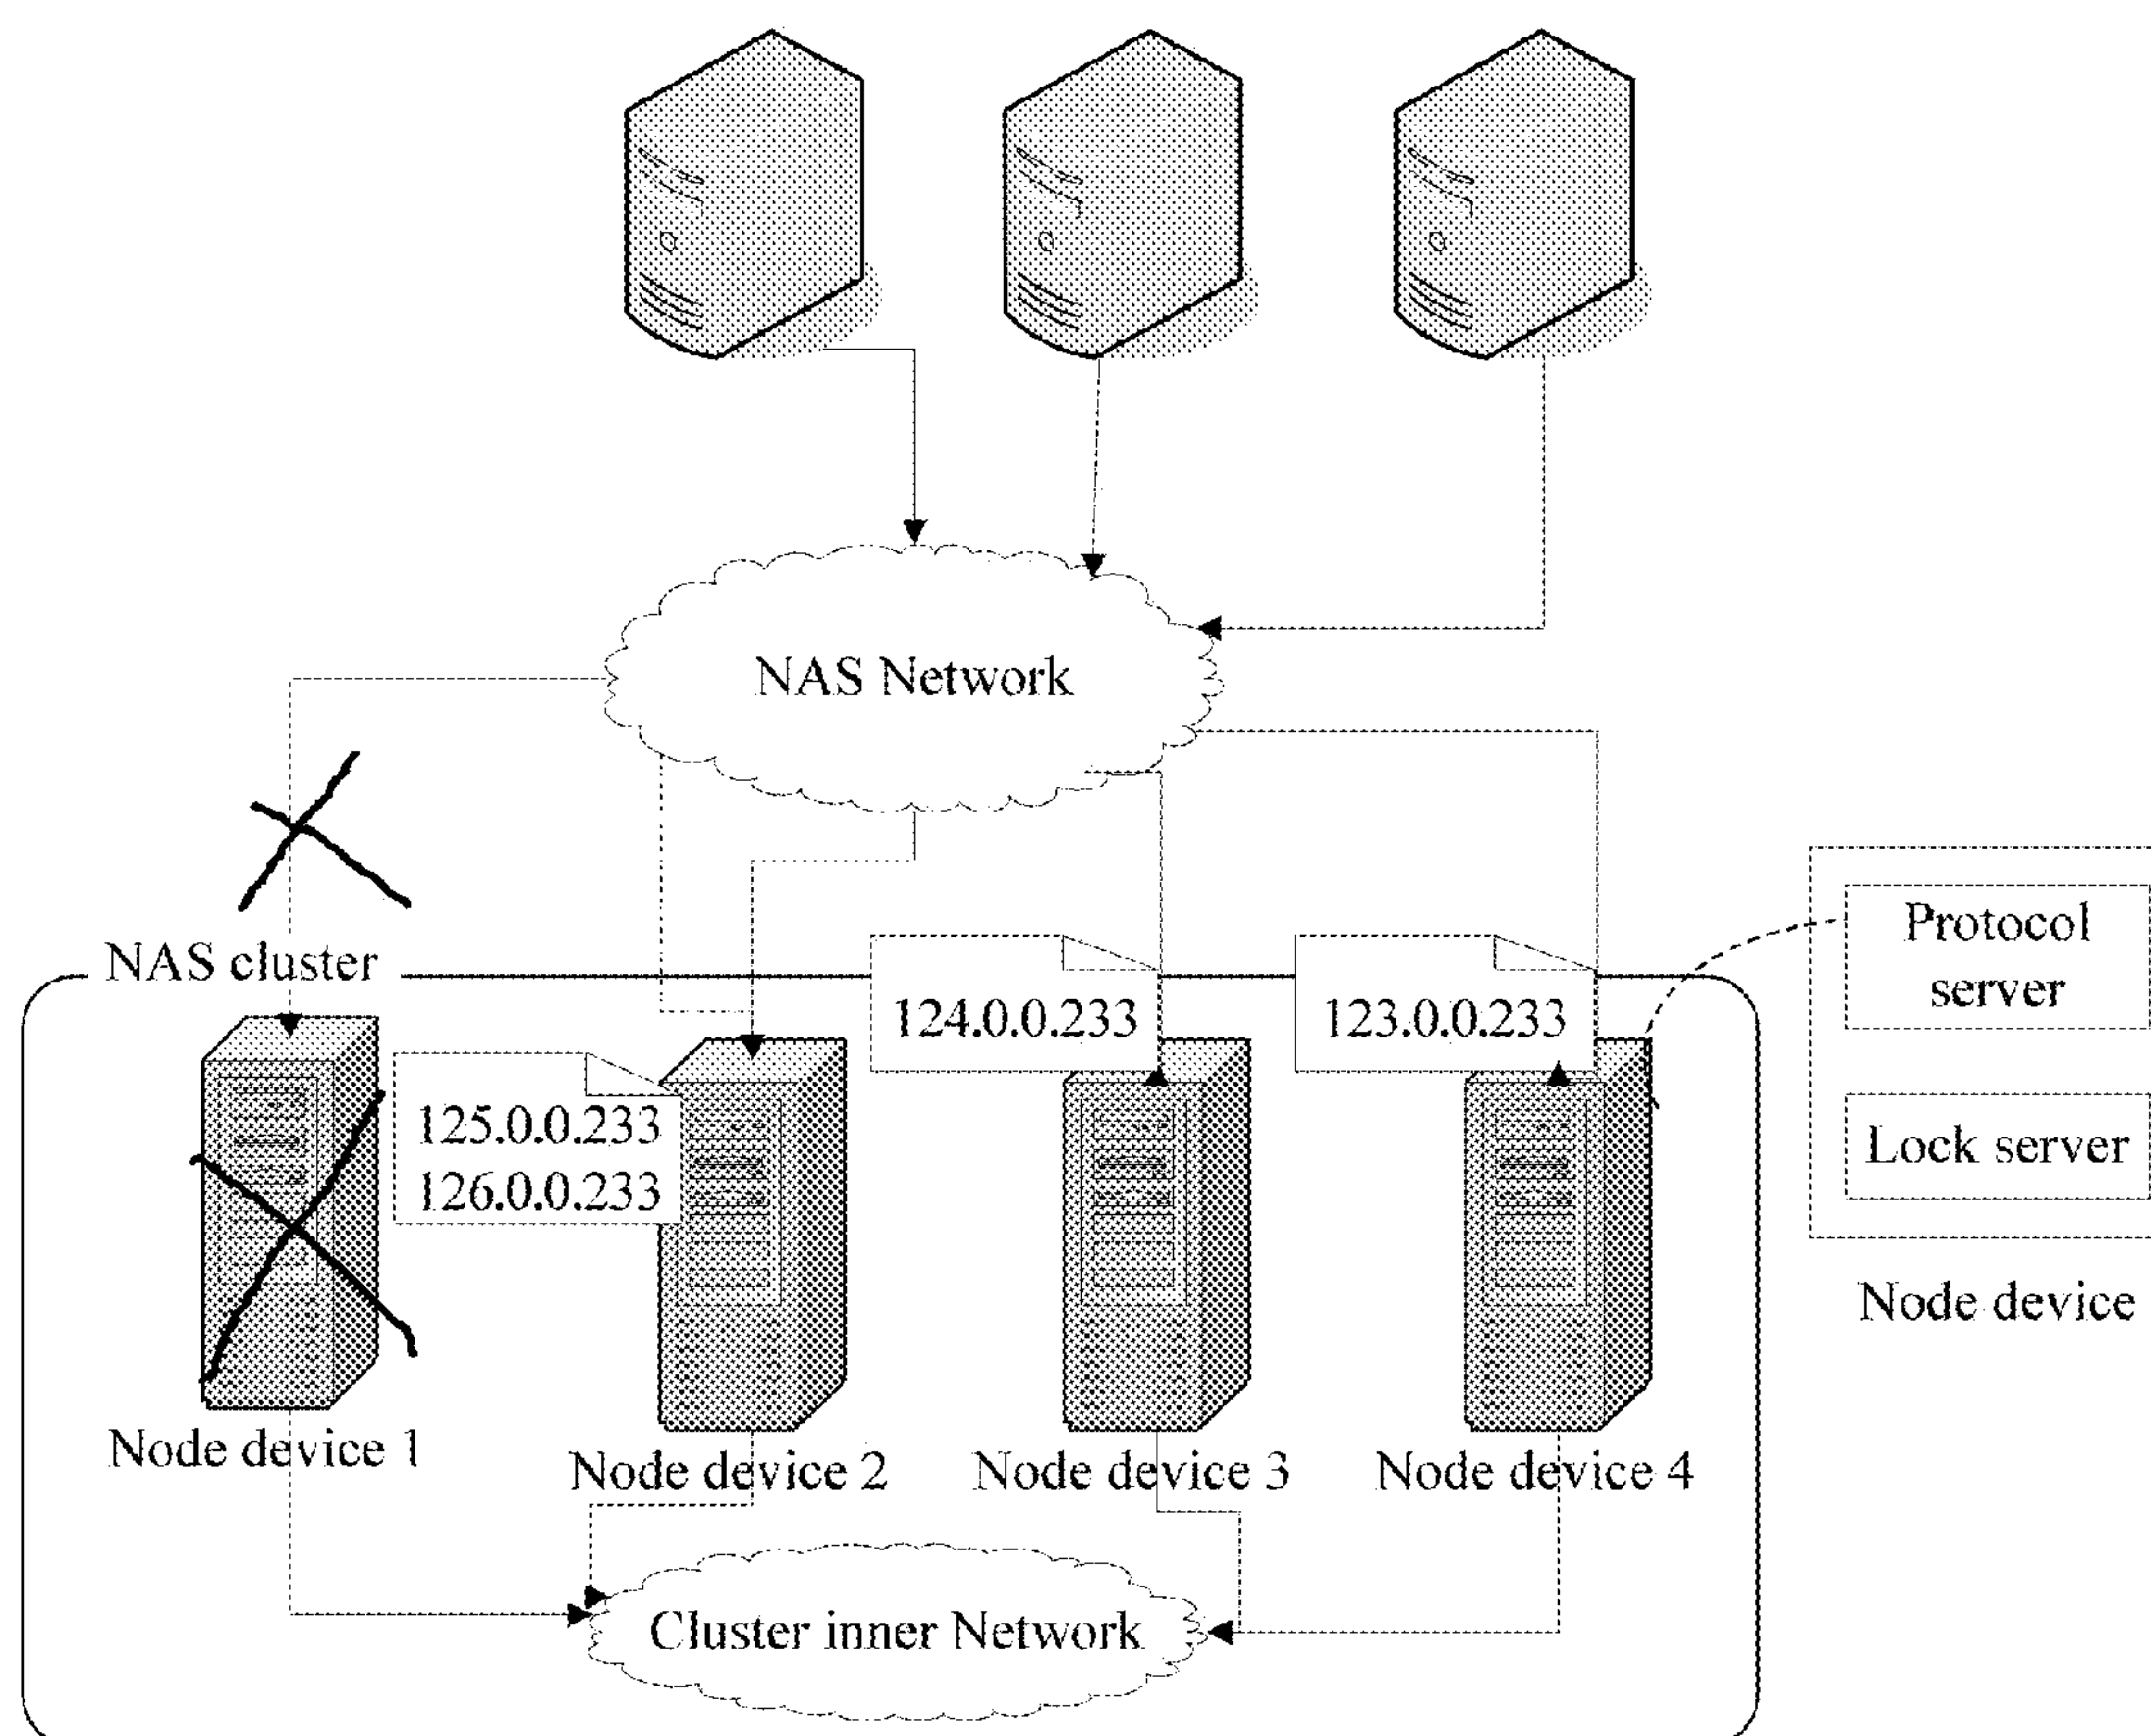 NAS Network
NAS cluster
124.0.0.233
123.0.0.233
125.0.0.233
126.0.0.233
Protocol
server
Lock server
Node device
Node device 1
Node device 2
Node device 3
Node device 4
Cluster inner Network